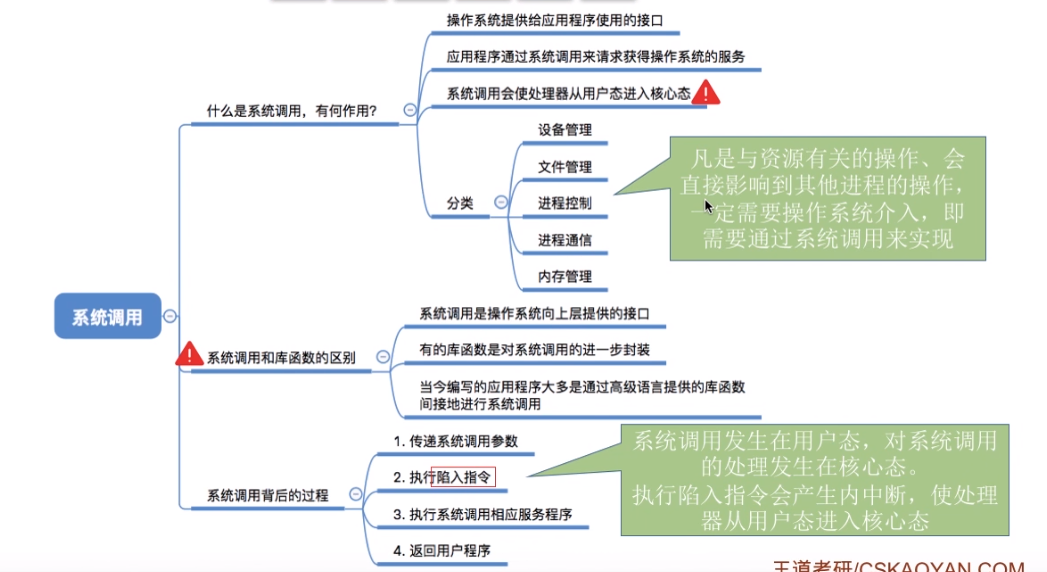 操作系统提供给应用程序使用的接口
应用程序通过系统调用来请求获得操作系统的服务
系统调用会使处理器从用户态进入核心态
什么是系统调用，有何作用?
设备管理
文件管理
分类
进程控制
进程通信
内存管理
凡是与资源有关的操作、会
直接影响到其他进程的操作，
一定需要操作系统介入，即
需要通过系统调用来实现
系统调用
系统调用是操作系统向上层提供的接口
系统调用和库函数的区别
有的库函数是对系统调用的进一步封装
当今编写的应用程序大多是通过高级语言提供的库函数
间接地进行系统调用
1. 传递系统调用参数
2. 执行陷入指令
系统调用背后的过程
3. 执行系统调用相应服务程序
4. 返回用户程序
系统调用发生在用户态，对系统调用
的处理发生在核心态。
执行陷入指令会产生内中断，使处理
器从用户态进入核心态
王道考研/CSKAOYAN.COM